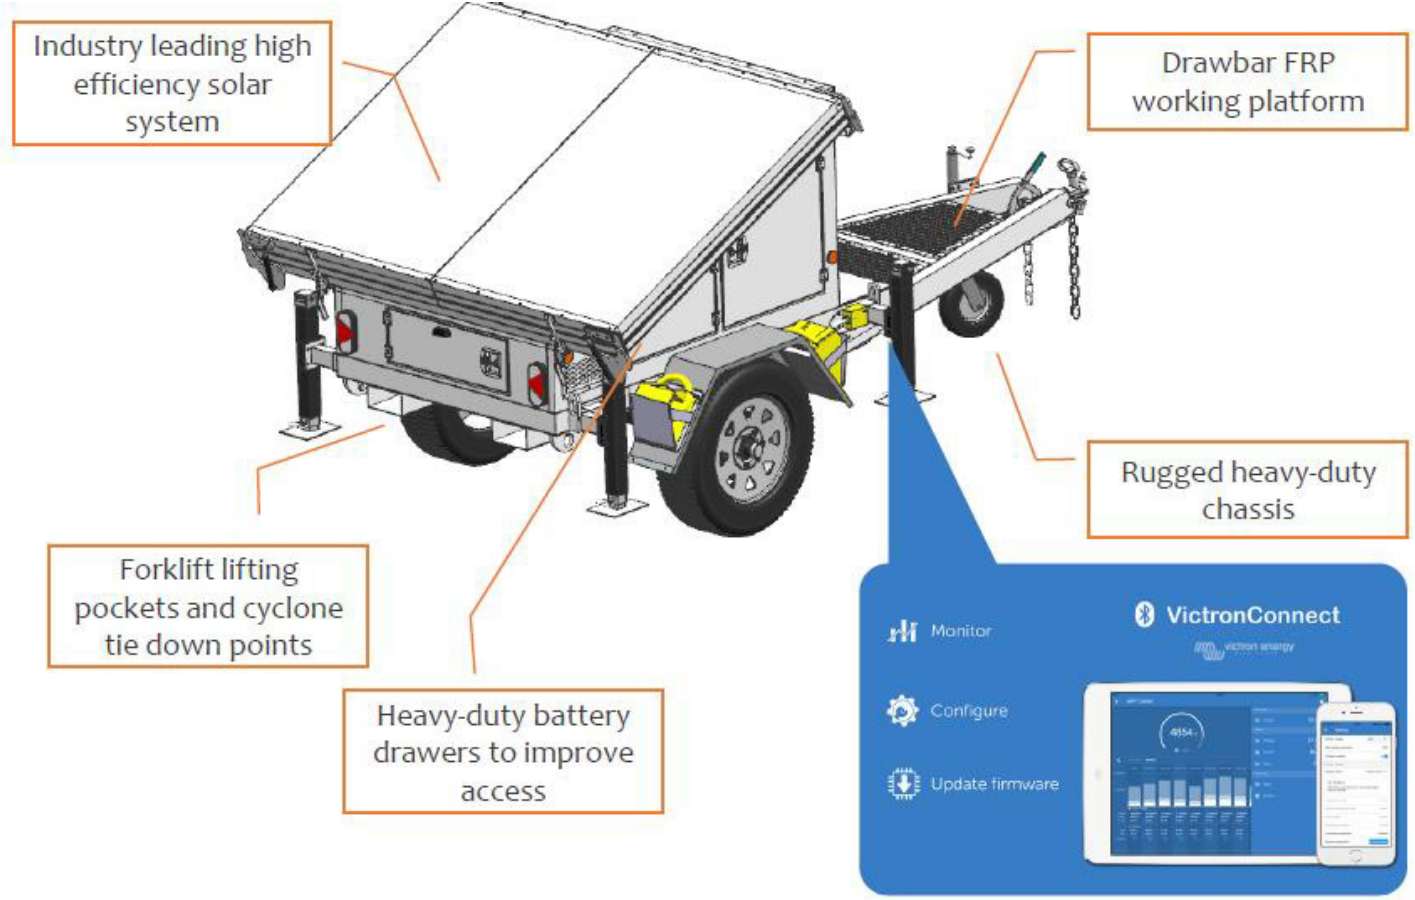 Industry leading high
efficiency solar
system
Drawbar FRP
working platform
Rugged heavy-duty
chassis
Forklift lifting
pockets and cyclone
tie down points
Heavy-duty battery
drawers to improve
access
VictronConnect
victron energy
Monitor
Configure
Update firmware
4854